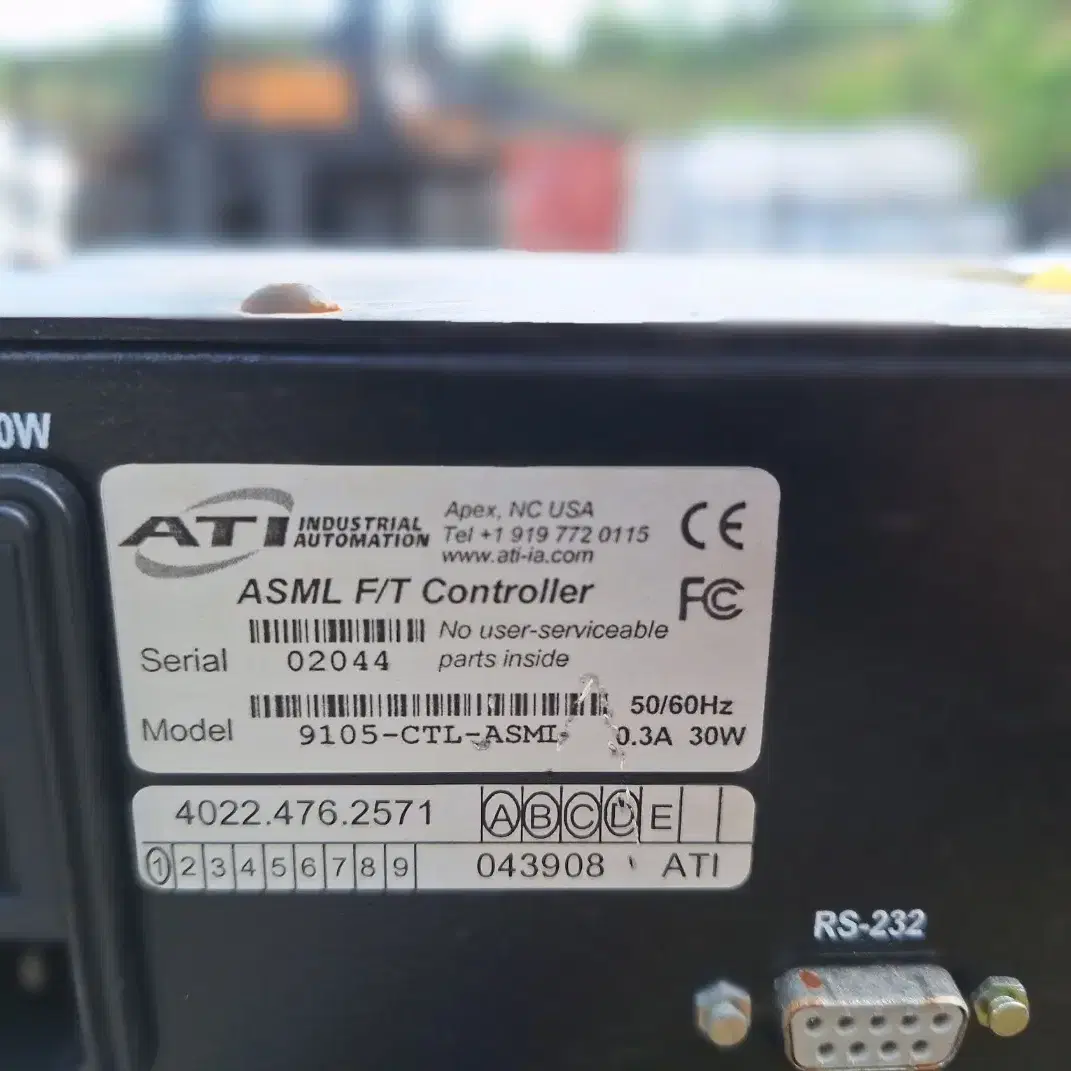 0W
ATI INDUSTRIAL AUTOMATION
Apex, NC USA
Tel +1 919 772 0115
www.ati-ia.com
CE
ASML F/T Controller
FC
No user-serviceable
parts inside
Serial 02044
Model 9105-CTL-ASML
50/60Hz
0.3A 30W
4022.476.2571 A B C D E
1 2 3 4 5 6 7 8 9 043908 ATI
RS-232